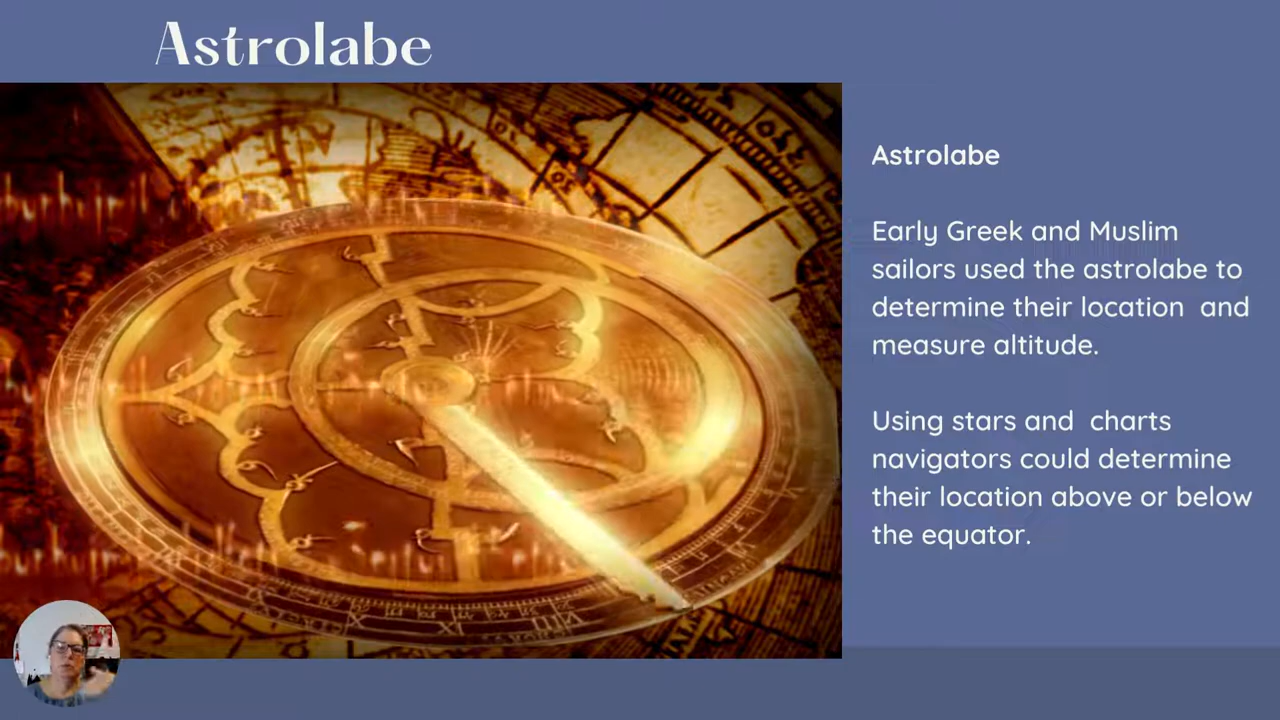 Astrolabe
Astrolabe
Early Greek and Muslim
sailors used the astrolabe to
determine their location  and
measure altitude.
Using stars and  charts
navigators could determine
their location above or below
the equator.